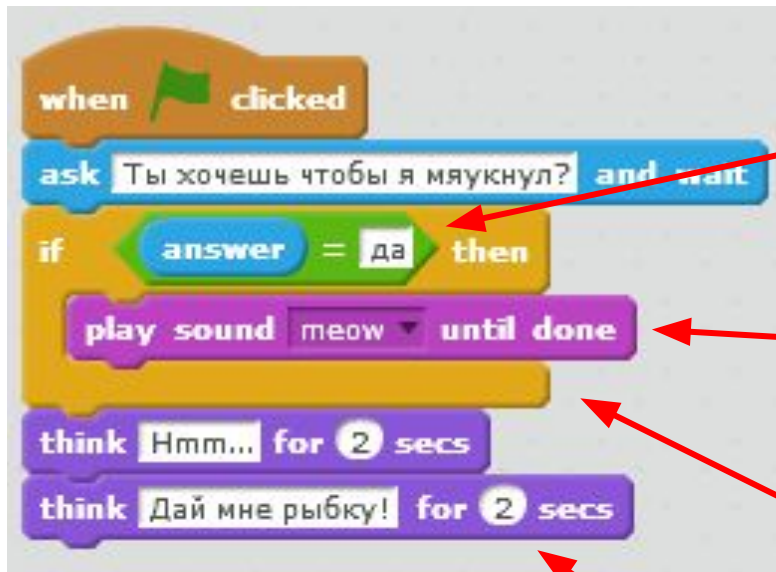 when clicked
ask Ты хочешь чтобы я мяукнул? and wait
if answer = да then
play sound meow until done
think Hmm... for 2 secs
think Дай мне рыбку! for 2 secs